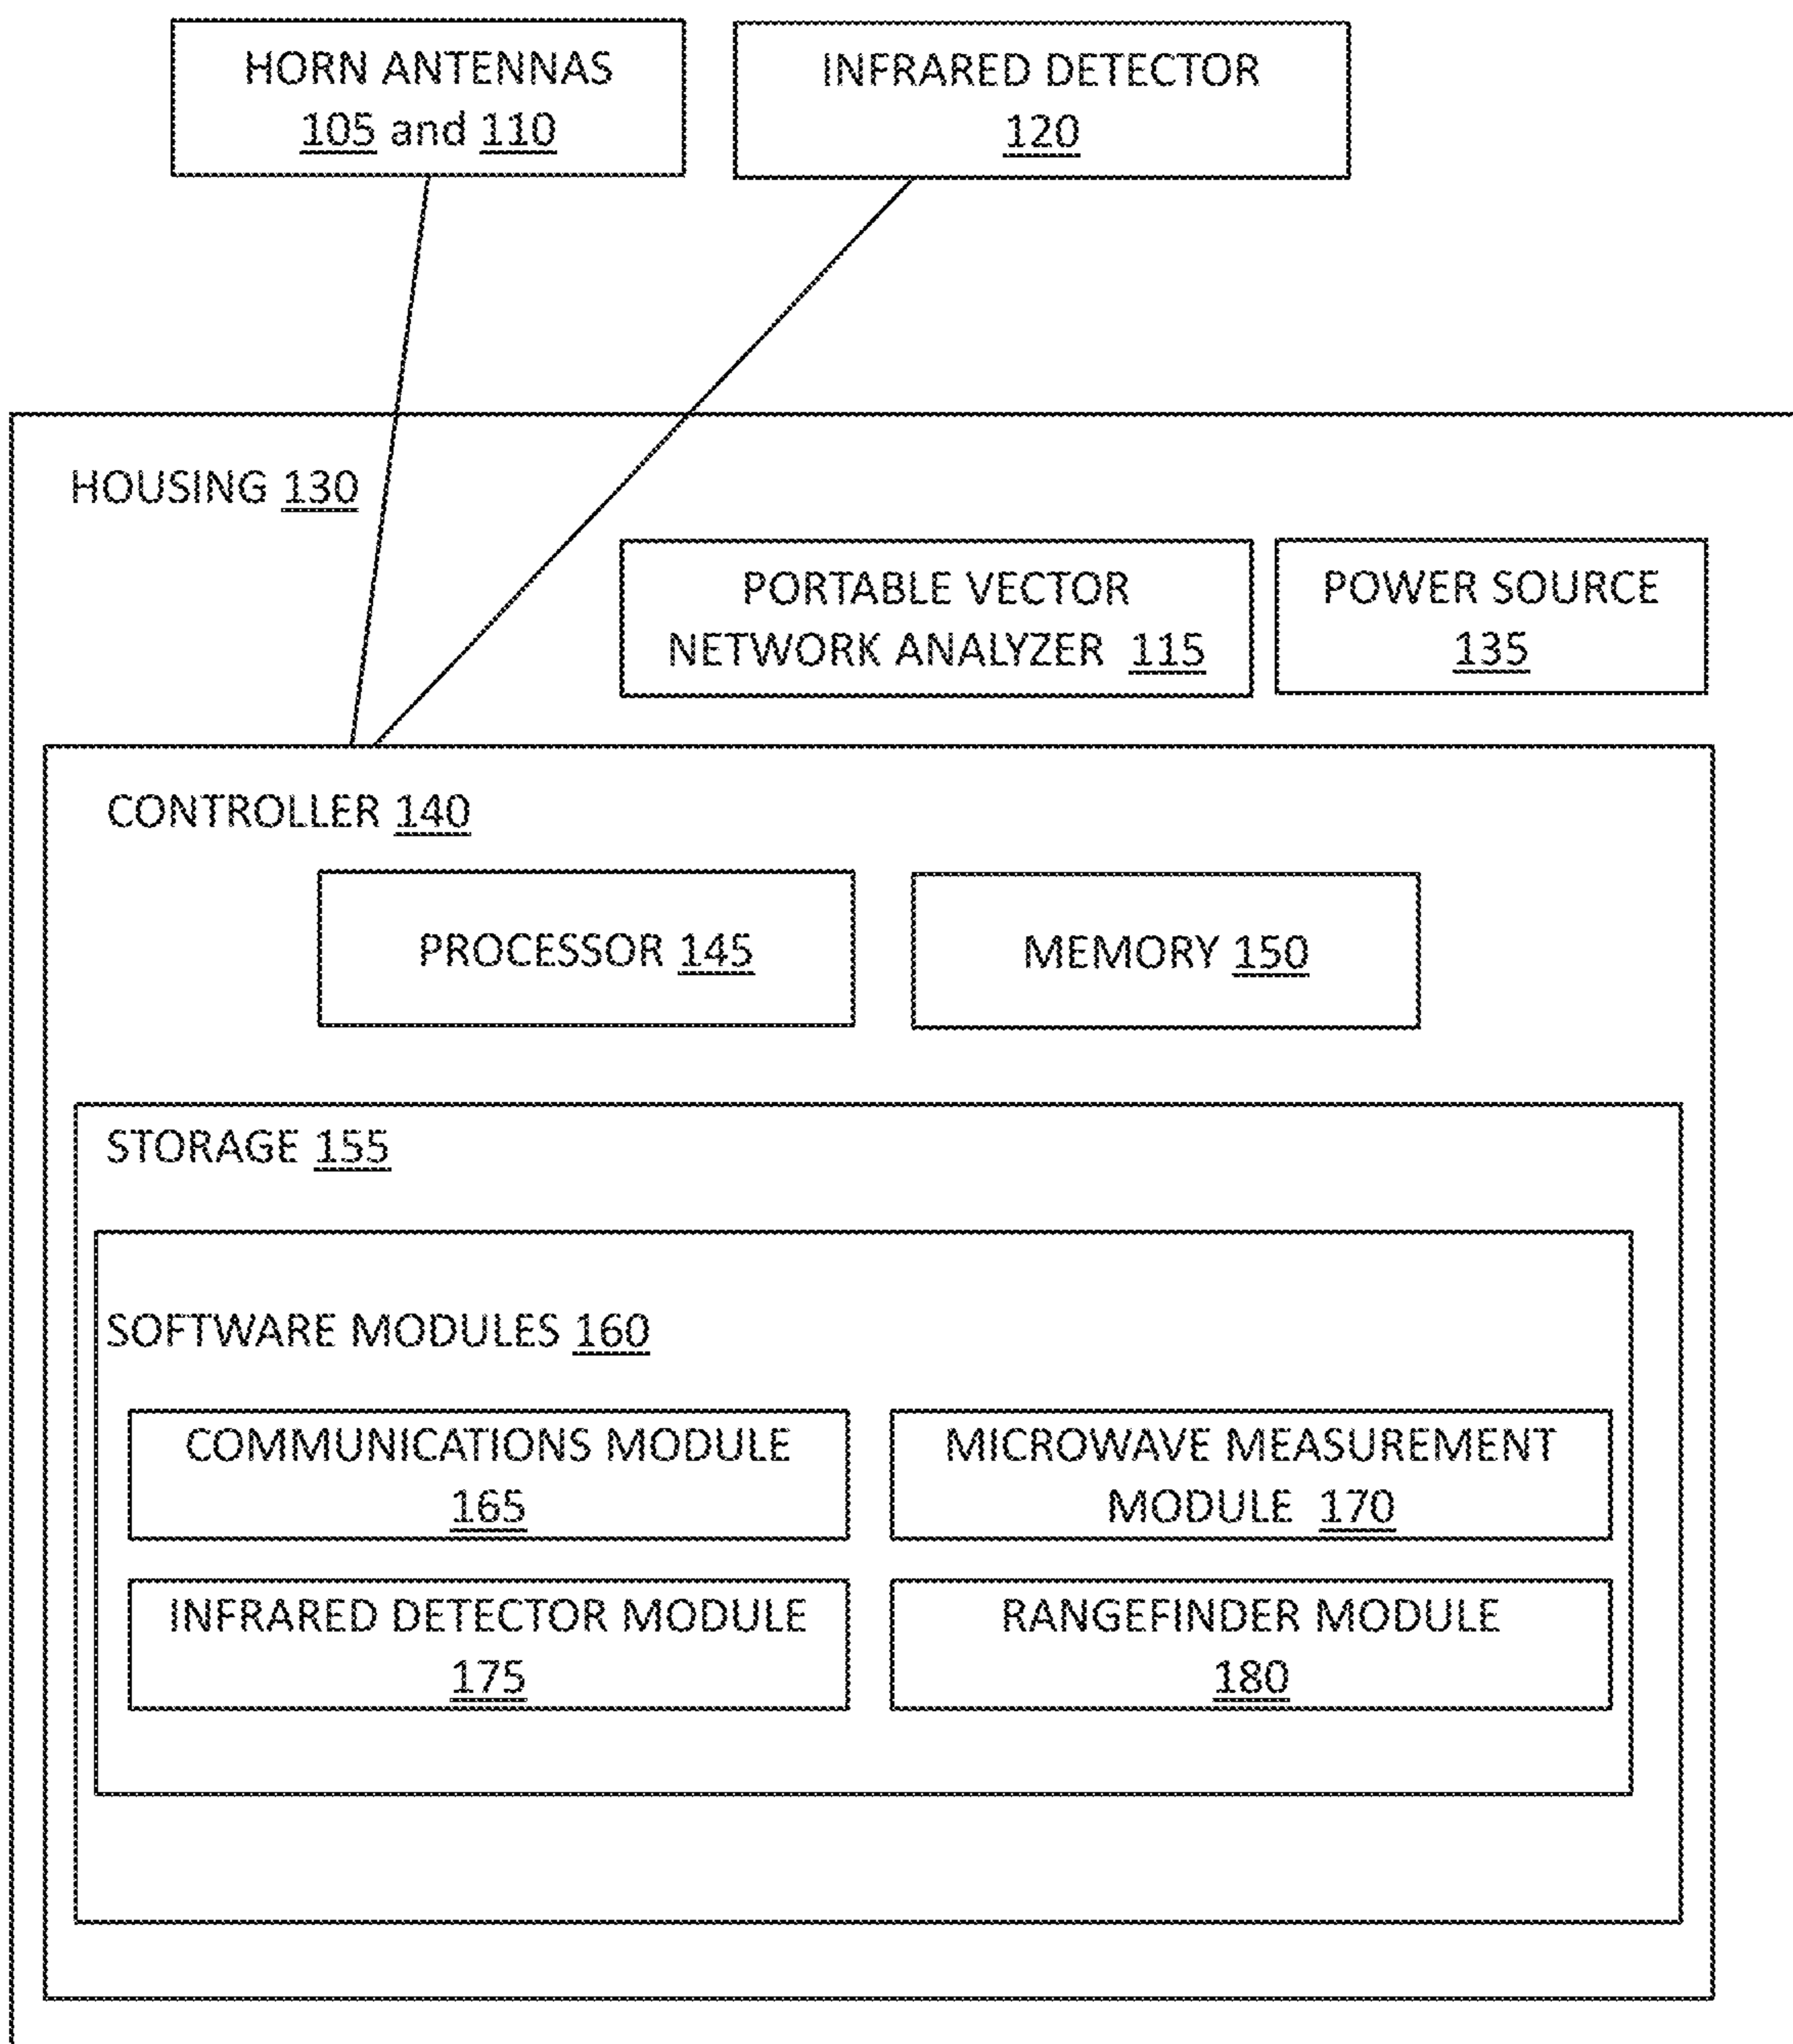 HORN ANTENNAS
105 and 110
INFRARED DETECTOR
120
HOUSING 130
PORTABLE VECTOR
NETWORK ANALYZER 115
POWER SOURCE
135
CONTROLLER 140
PROCESSOR 145
MEMORY 150
STORAGE 155
SOFTWARE MODULES 160
COMMUNICATIONS MODULE
165
MICROWAVE MEASUREMENT
MODULE 170
INFRARED DETECTOR MODULE
175
RANGEFINDER MODULE
180